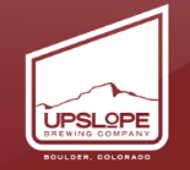 UPSLOPE
BREWING COMPANY
BOULDER, COLORADO